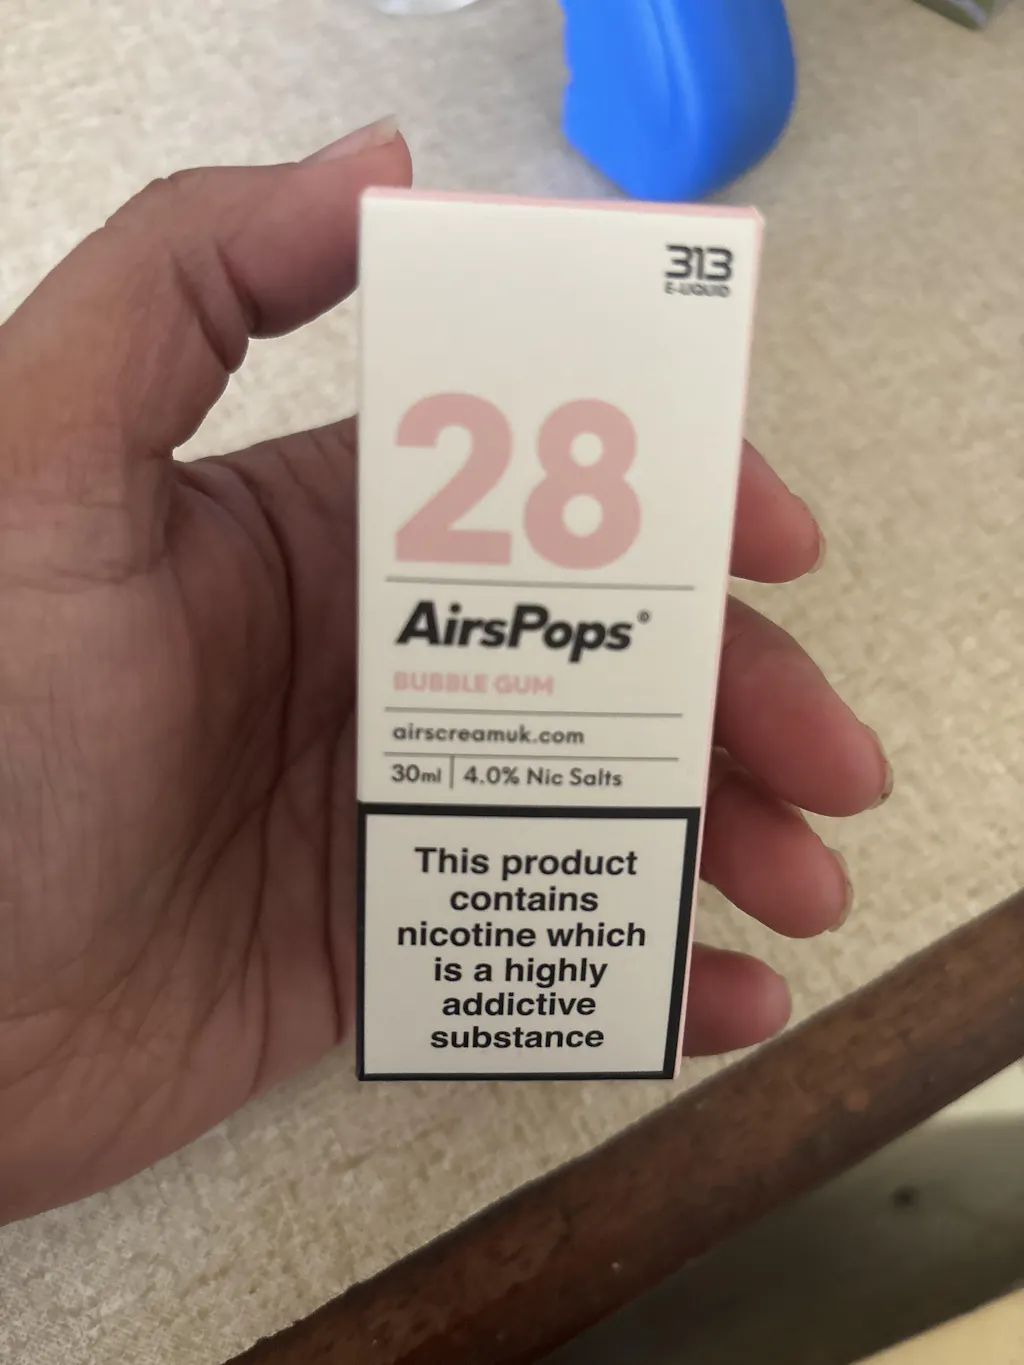 313
E-LIQUID
28
AirsPops®
BUBBLE GUM
airscreamuk.com
30ml | 4.0% Nic Salts
This product
contains
nicotine which
is a highly
addictive
substance